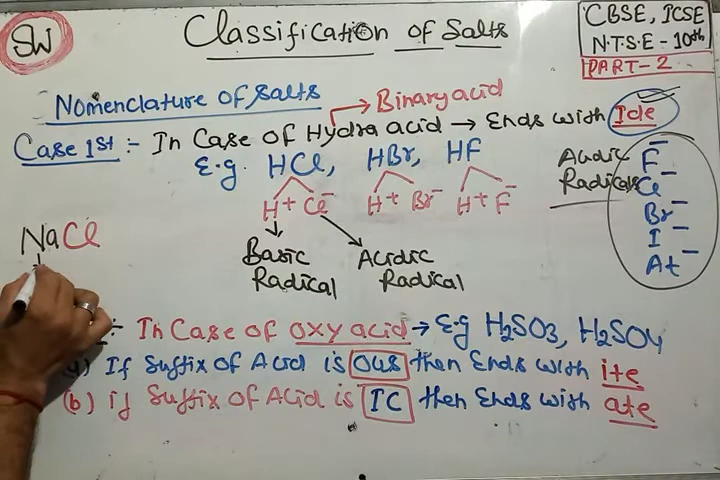 SW
Classification of Salts
CBSE, ICSE
N.T.S.E - 10th
PART-2
Nomenclature of Salts
→ Binary acid
Case 1st :- In Case of Hydra acid → Ends with Ide
E.g. HCl, HBr, HF
H+ Cl- H+ Br- H+ F-
Basic Radical
Acidic Radical
Acidic Radicals
F-
Cl-
Br-
I-
At-
NaCl
:- In Case of oxy acid → E.g H2SO3, H2SO4
a) If Suffix of Acid is ous then Ends with ite
(b) if Suffix of Acid is IC then Ends with ate